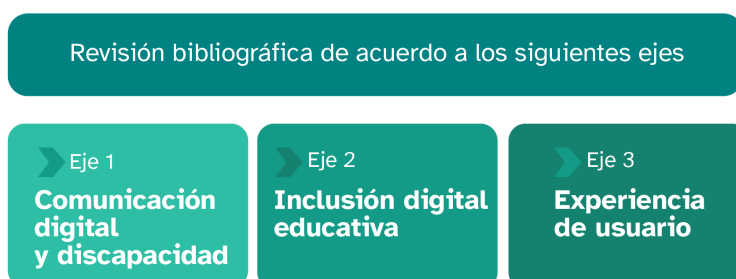 Revisión bibliográfica de acuerdo a los siguientes ejes
Eje 1
Comunicación
digital
y discapacidad
Eje 2
Inclusión digital
educativa
Eje 3
Experiencia
de usuario